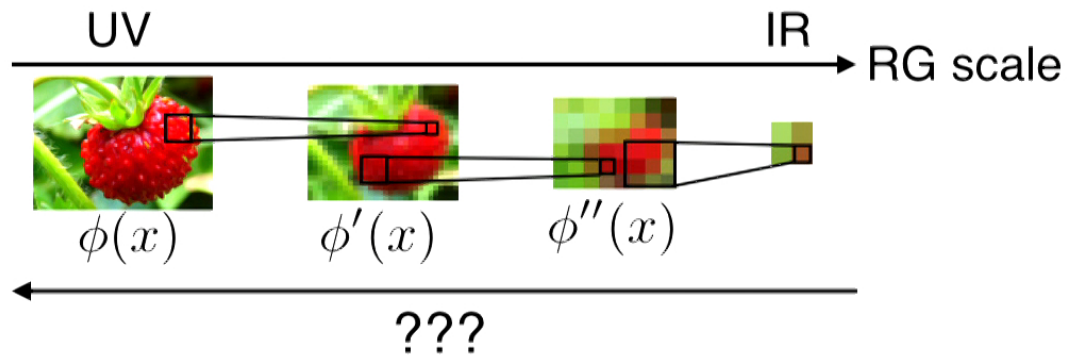 UV
IR
RG scale
ϕ(x)
ϕ′(x)
ϕ′′(x)
???